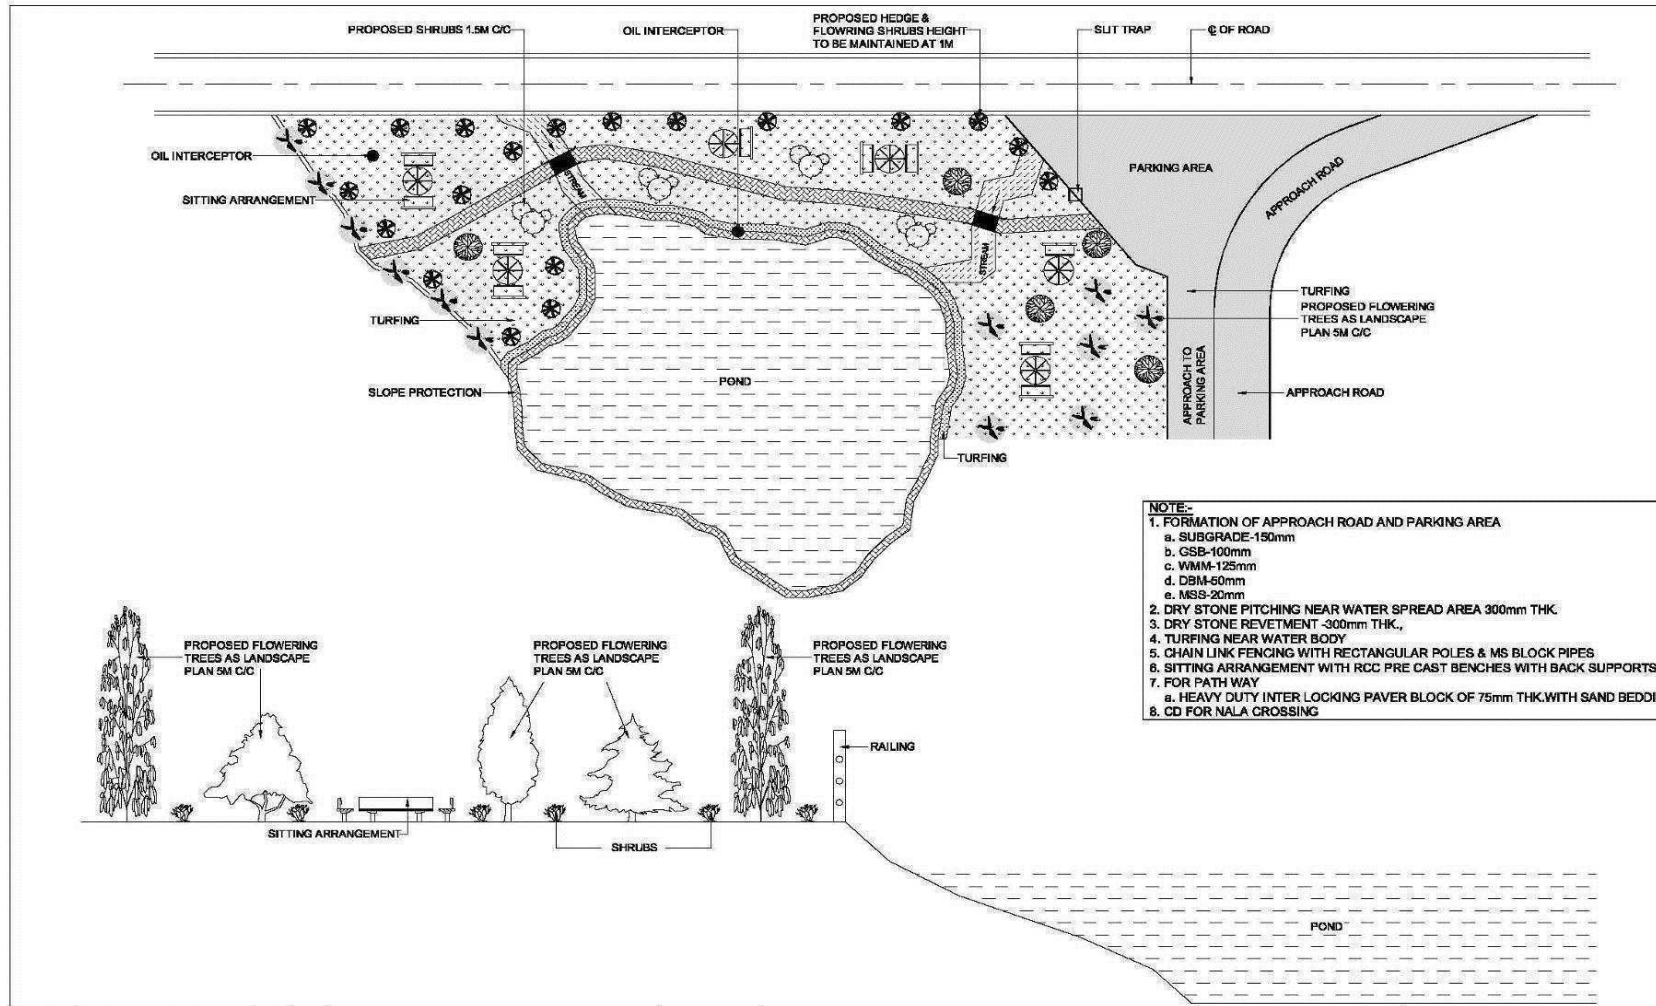 PROPOSED SHRUBS 1.5M C/C
OIL INTERCEPTOR
PROPOSED HEDGE &
FLOWRING SHRUBS HEIGHT
TO BE MAINTAINED AT 1M
SLIT TRAP
℄ OF ROAD
OIL INTERCEPTOR
SITTING ARRANGEMENT
STREAM
STREAM
PARKING AREA
APPROACH ROAD
TURFING
PROPOSED FLOWERING
TREES AS LANDSCAPE
PLAN 5M C/C
TURFING
SLOPE PROTECTION
POND
APPROACH TO
PARKING AREA
APPROACH ROAD
TURFING
NOTE:-
1. FORMATION OF APPROACH ROAD AND PARKING AREA
a. SUBGRADE-150mm
b. GSB-100mm
c. WMM-125mm
d. DBM-50mm
e. MSS-20mm
2. DRY STONE PITCHING NEAR WATER SPREAD AREA 300mm THK.
3. DRY STONE REVETMENT -300mm THK.,
4. TURFING NEAR WATER BODY
5. CHAIN LINK FENCING WITH RECTANGULAR POLES & MS BLOCK PIPES
6. SITTING ARRANGEMENT WITH RCC PRE CAST BENCHES WITH BACK SUPPORTS
7. FOR PATH WAY
a. HEAVY DUTY INTER LOCKING PAVER BLOCK OF 75mm THK.WITH SAND BEDDI
8. CD FOR NALA CROSSING
PROPOSED FLOWERING
TREES AS LANDSCAPE
PLAN 5M C/C
PROPOSED FLOWERING
TREES AS LANDSCAPE
PLAN 5M C/C
PROPOSED FLOWERING
TREES AS LANDSCAPE
PLAN 5M C/C
RAILING
SITTING ARRANGEMENT
SHRUBS
POND